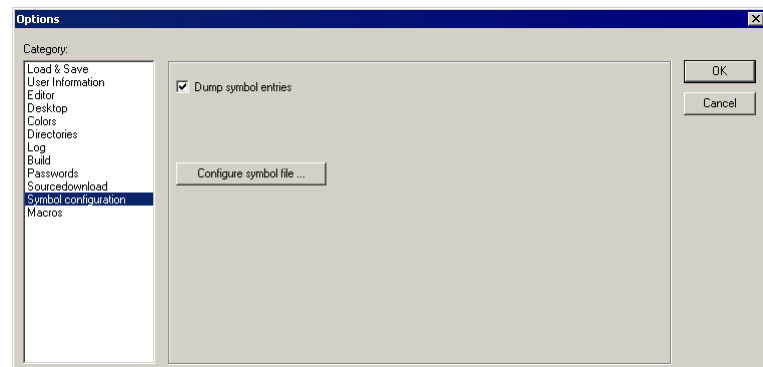 Options
Category:
Load & Save
User Information
Editor
Desktop
Colors
Directories
Log
Build
Passwords
Sourcedownload
Symbol configuration
Macros
Dump symbol entries
Configure symbol file ...
OK
Cancel